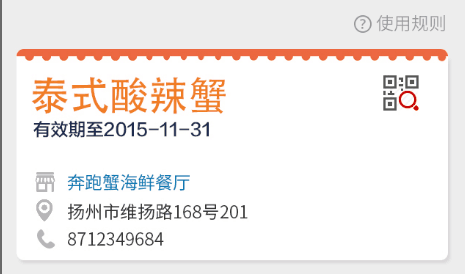 使用规则
泰式酸辣蟹
有效期至2015-11-31
奔跑蟹海鲜餐厅
扬州市维扬路168号201
8712349684